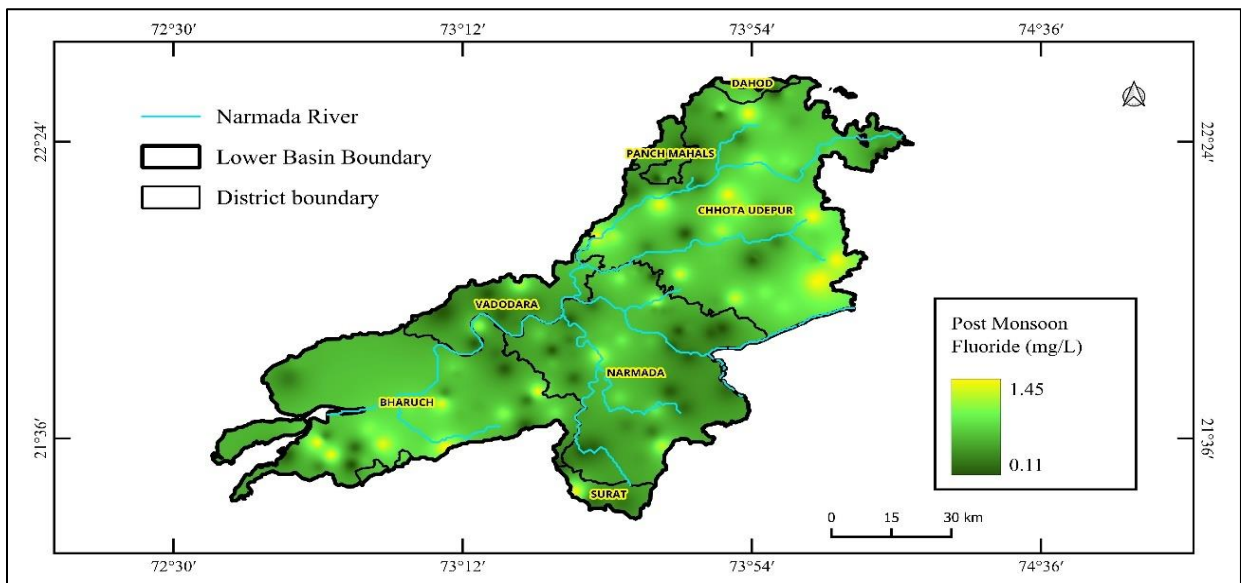 72°30′ 73°12′ 73°54′ 74°36′
Narmada River
Lower Basin Boundary
District boundary
22°24′
22°24′
DAHOD
PANCH MAHALS
CHHOTA UDEPUR
VADODARA
NARMADA
BHARUCH
SURAT
21°36′
21°36′
Post Monsoon
Fluoride (mg/L)
1.45
0.11
0 15 30 km
72°30′ 73°12′ 73°54′ 74°36′